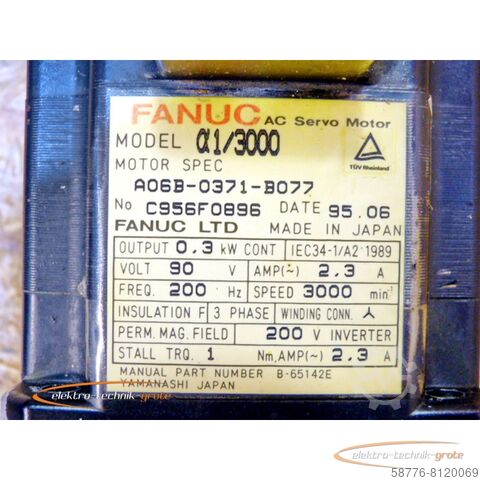 FANUC AC Servo Motor
MODEL α1/3000
TÜV Rheinland
MOTOR SPEC
A06B-0371-B077
No C956F0896 DATE 95.06
FANUC LTD MADE IN JAPAN
OUTPUT 0.3 kW CONT IEC34-1/A2 1989
VOLT 90 V AMP(~) 2.3 A
FREQ. 200 Hz SPEED 3000 min⁻¹
INSULATION F 3 PHASE WINDING CONN. 人
PERM. MAG. FIELD 200 V INVERTER
STALL TRQ. 1 Nm, AMP(~) 2.3 A
MANUAL PART NUMBER B-65142E
YAMANASHI JAPAN
elektro-technik-grote
elektro-technik-grote.de
58776-8120069